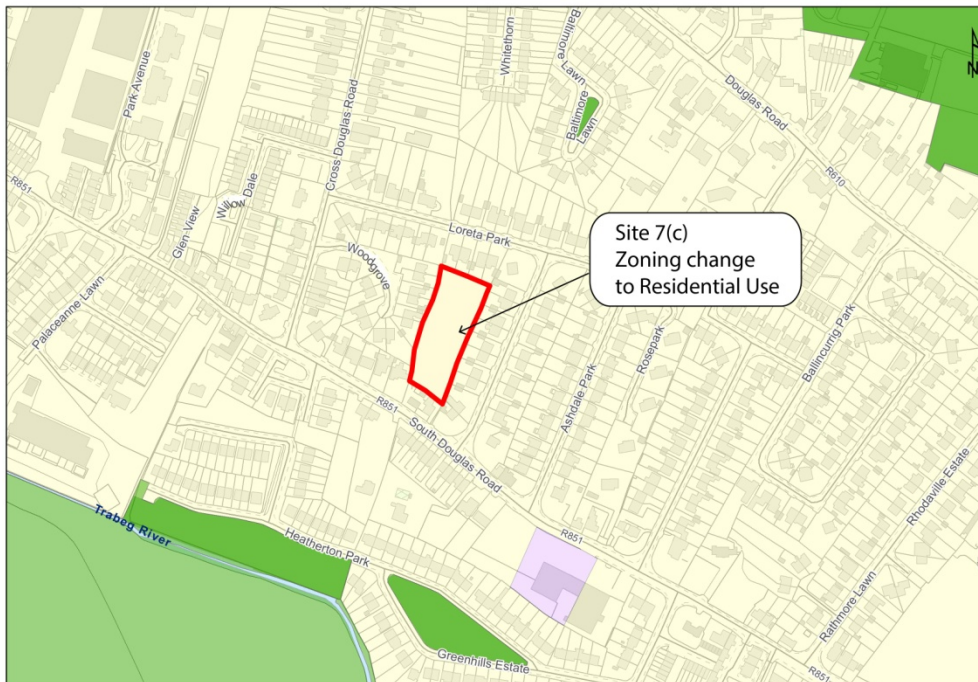 Park Avenue
Cross Douglas Road
Whitethorn
Baltimore
Lawn
Baltimore
Lawn
Douglas Road
R610
N
R851
Willow Dale
Glen View
Loreta Park
Woodgrove
Site 7(c)
Zoning change
to Residential Use
Palaceanne Lawn
R851
South Douglas Road
Ashdale Park
Rosepark
Ballincurrig Park
Rhodaville Estate
Trabeg River
Heatherton Park
R851
Rathmore Lawn
Greenhills Estate
R851